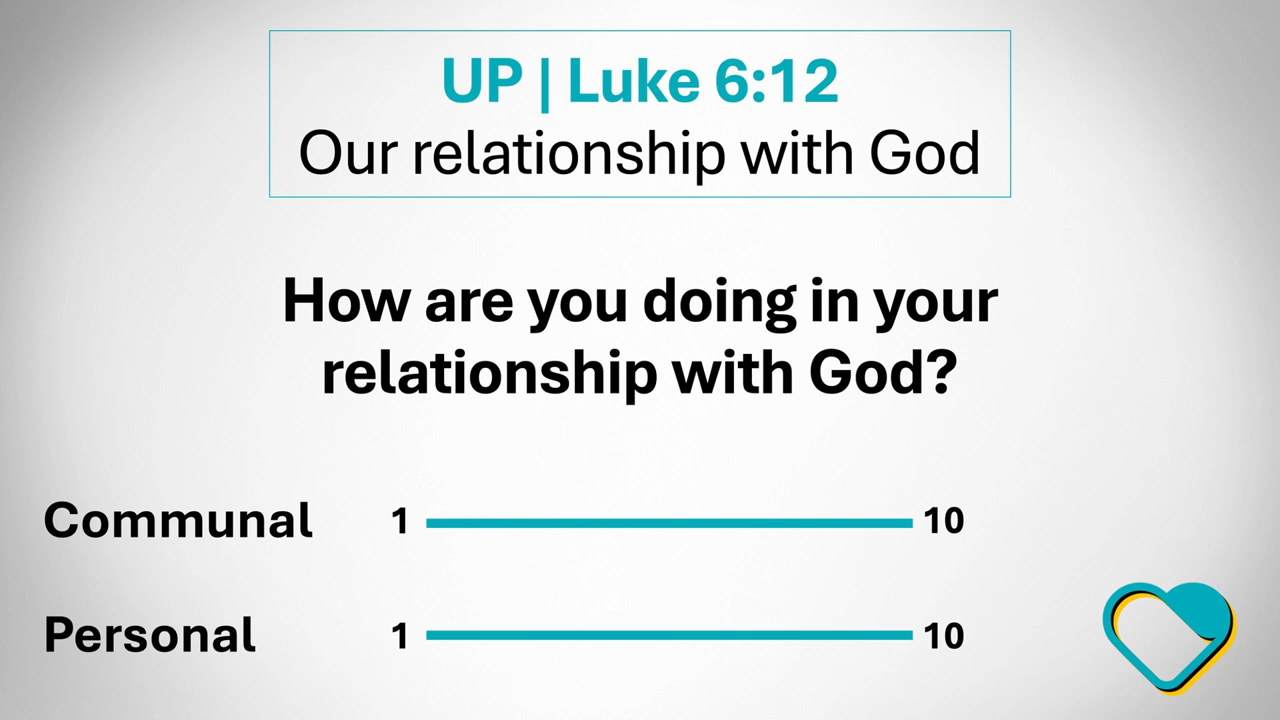 UP | Luke 6:12
Our relationship with God
How are you doing in your
relationship with God?
Communal 1 10
Personal 1 10